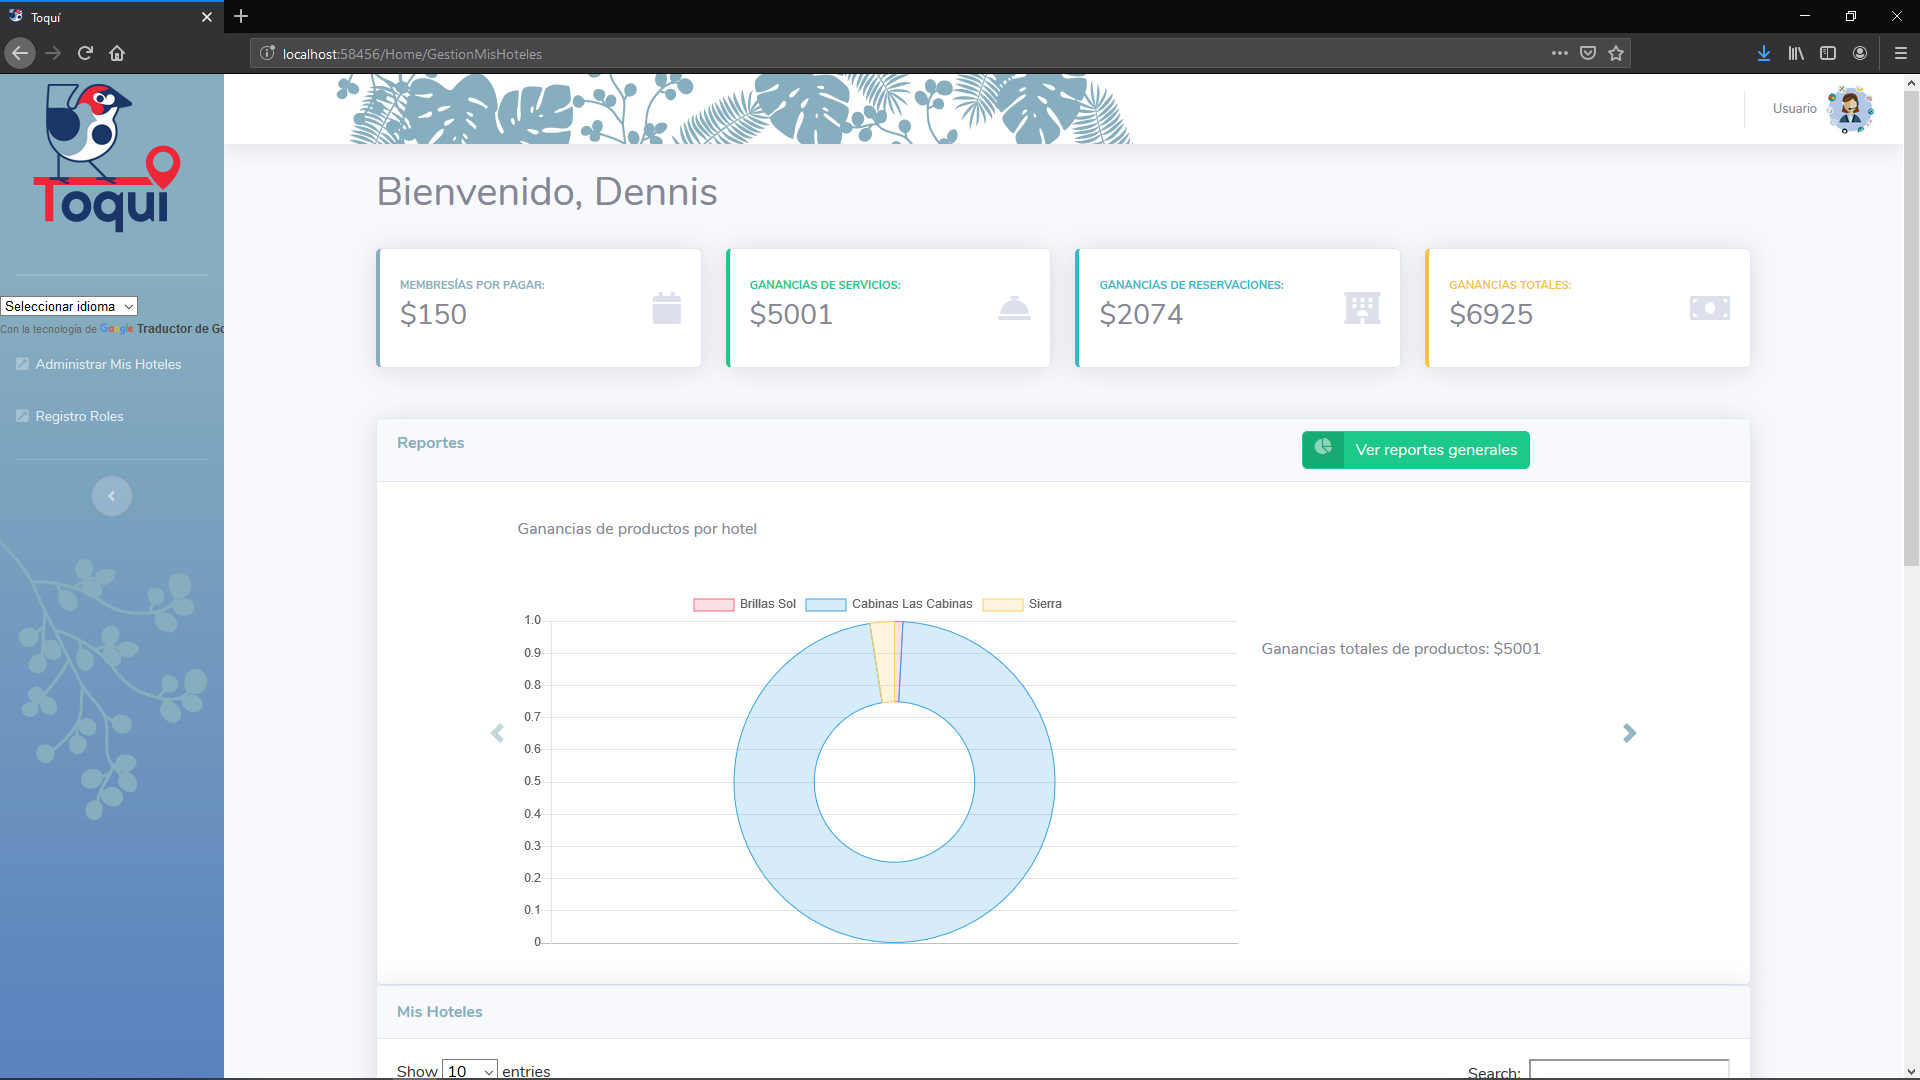 Toquí
localhost:58456/Home/GestionMisHoteles
Toquí
Seleccionar idioma
Con la tecnología de Google Traductor de Go
Administrar Mis Hoteles
Registro Roles
Usuario
Bienvenido, Dennis
MEMBRESÍAS POR PAGAR:
$150
GANANCIAS DE SERVICIOS:
$5001
GANANCIAS DE RESERVACIONES:
$2074
GANANCIAS TOTALES:
$6925
Reportes
Ver reportes generales
Ganancias de productos por hotel
Brillas Sol Cabinas Las Cabinas Sierra
1.0
0.9
0.8
0.7
0.6
0.5
0.4
0.3
0.2
0.1
0
Ganancias totales de productos: $5001
Mis Hoteles
Show 10 entries
Search: